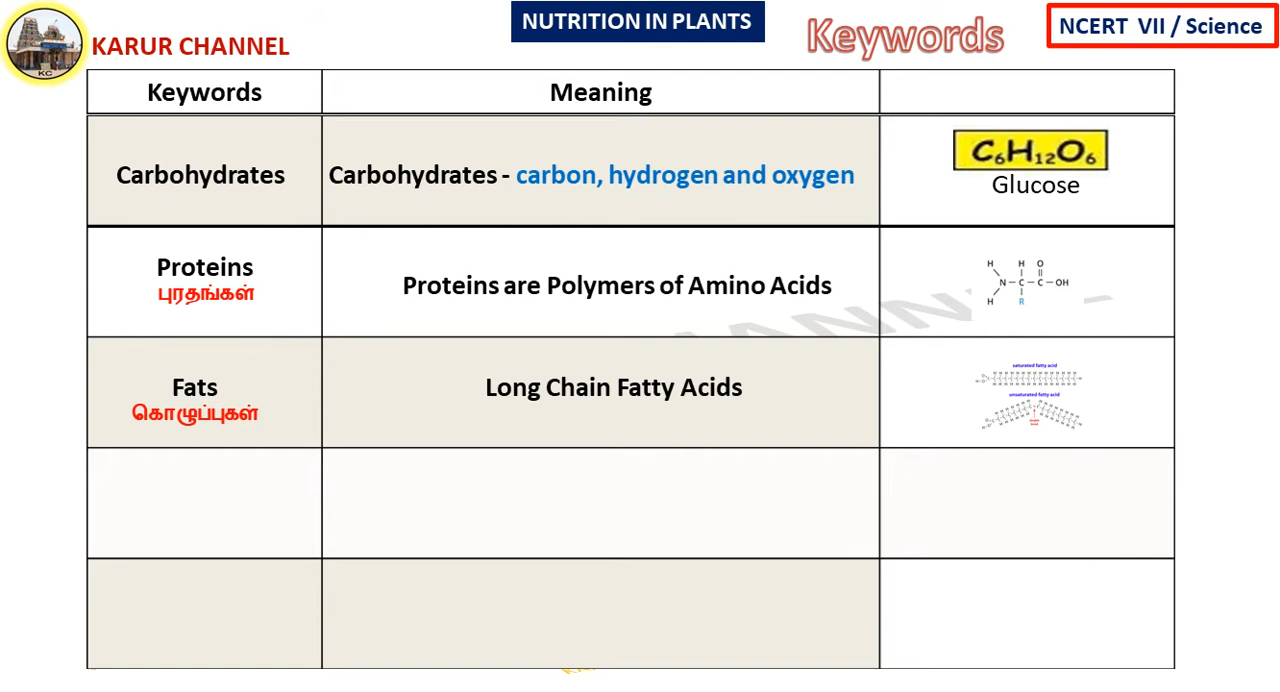 KC
KARUR CHANNEL
NUTRITION IN PLANTS
Keywords
NCERT VII / Science
Keywords Meaning
Carbohydrates Carbohydrates - carbon, hydrogen and oxygen
C₆H₁₂O₆
Glucose
Proteins
புரதங்கள்
Proteins are Polymers of Amino Acids
H H O
N C C OH
H R
Fats
கொழுப்புகள்
Long Chain Fatty Acids
saturated fatty acid
unsaturated fatty acid